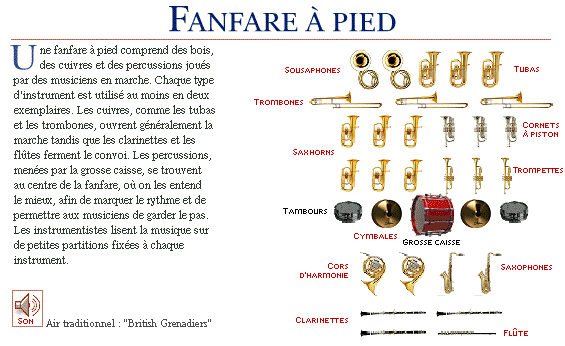 FANFARE À PIED
Une fanfare à pied comprend des bois,
des cuivres et des percussions joués
par des musiciens en marche. Chaque type
d'instrument est utilisé au moins en deux
exemplaires. Les cuivres, comme les tubas
et les trombones, ouvrent généralement la
marche tandis que les clarinettes et les
flûtes ferment le convoi. Les percussions,
menées par la grosse caisse, se trouvent
au centre de la fanfare, où on les entend
le mieux, afin de marquer le rythme et de
permettre aux musiciens de garder le pas.
Les instrumentistes lisent la musique sur
de petites partitions fixées à chaque
instrument.
SON
Air traditionnel : "British Grenadiers"
SOUSAPHONES
TUBAS
TROMBONES
CORNETS
À PISTON
SAXHORNS
TROMPETTES
TAMBOURS
CYMBALES
GROSSE CAISSE
CORS
D'HARMONIE
SAXOPHONES
CLARINETTES
FLÛTE